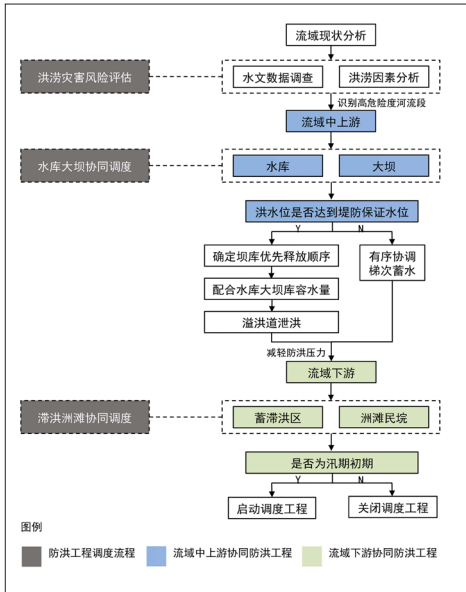 流域现状分析
洪涝灾害风险评估
水文数据调查
洪涝因素分析
识别高危险度河流段
流域中上游
水库大坝协同调度
水库
大坝
洪水位是否达到堤防保证水位
Y
N
确定坝库优先释放顺序
有序协调
梯次蓄水
配合水库大坝库容水量
溢洪道泄洪
减轻防洪压力
流域下游
滞洪洲滩协同调度
蓄滞洪区
洲滩民垸
是否为汛期初期
Y
N
启动调度工程
关闭调度工程
图例
防洪工程调度流程
流域中上游协同防洪工程
流域下游协同防洪工程